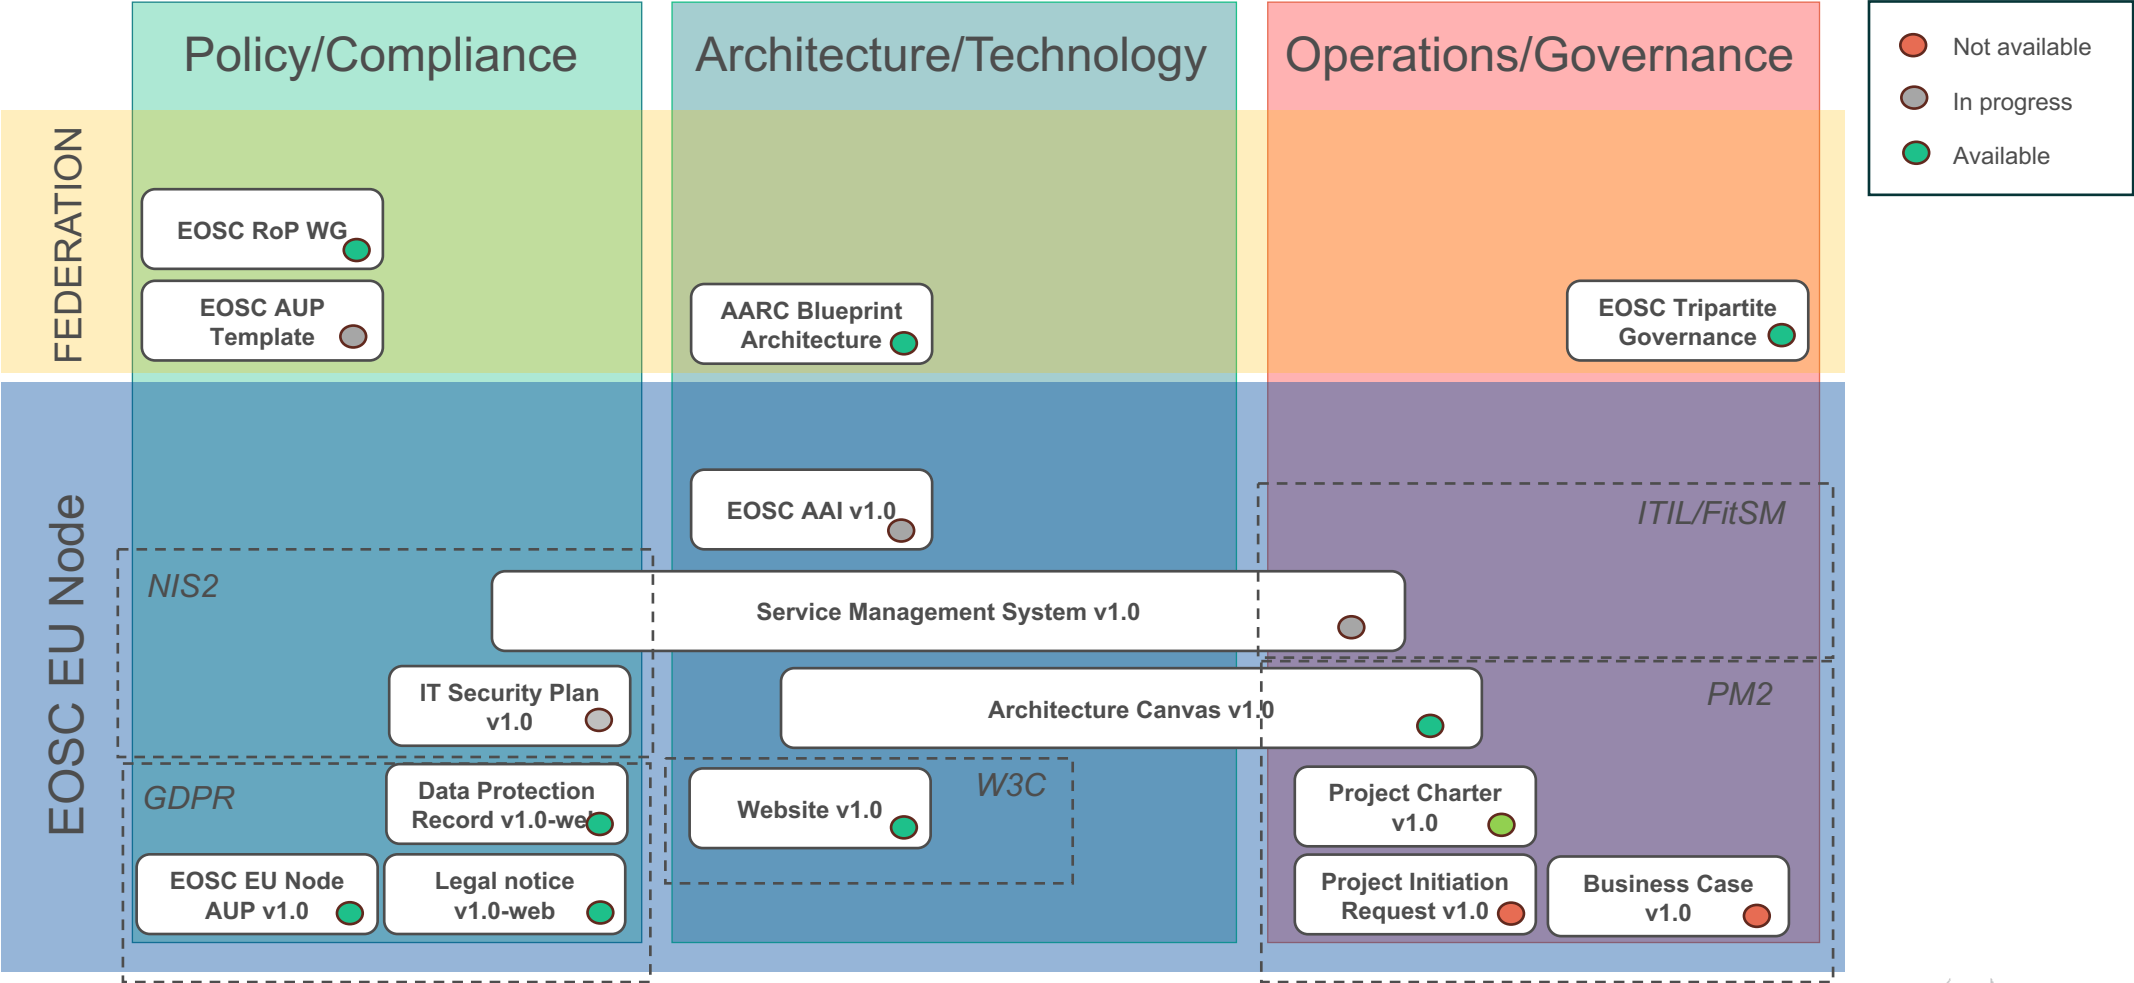 Policy/Compliance
Architecture/Technology
Operations/Governance
Not available
In progress
Available
FEDERATION
EOSC RoP WG
EOSC AUP
Template
AARC Blueprint
Architecture
EOSC Tripartite
Governance
EOSC EU Node
EOSC AAI v1.0
ITIL/FitSM
NIS2
Service Management System v1.0
IT Security Plan
v1.0
Architecture Canvas v1.0
PM2
GDPR
Data Protection
Record v1.0-web
Website v1.0
W3C
Project Charter
v1.0
EOSC EU Node
AUP v1.0
Legal notice
v1.0-web
Project Initiation
Request v1.0
Business Case
v1.0